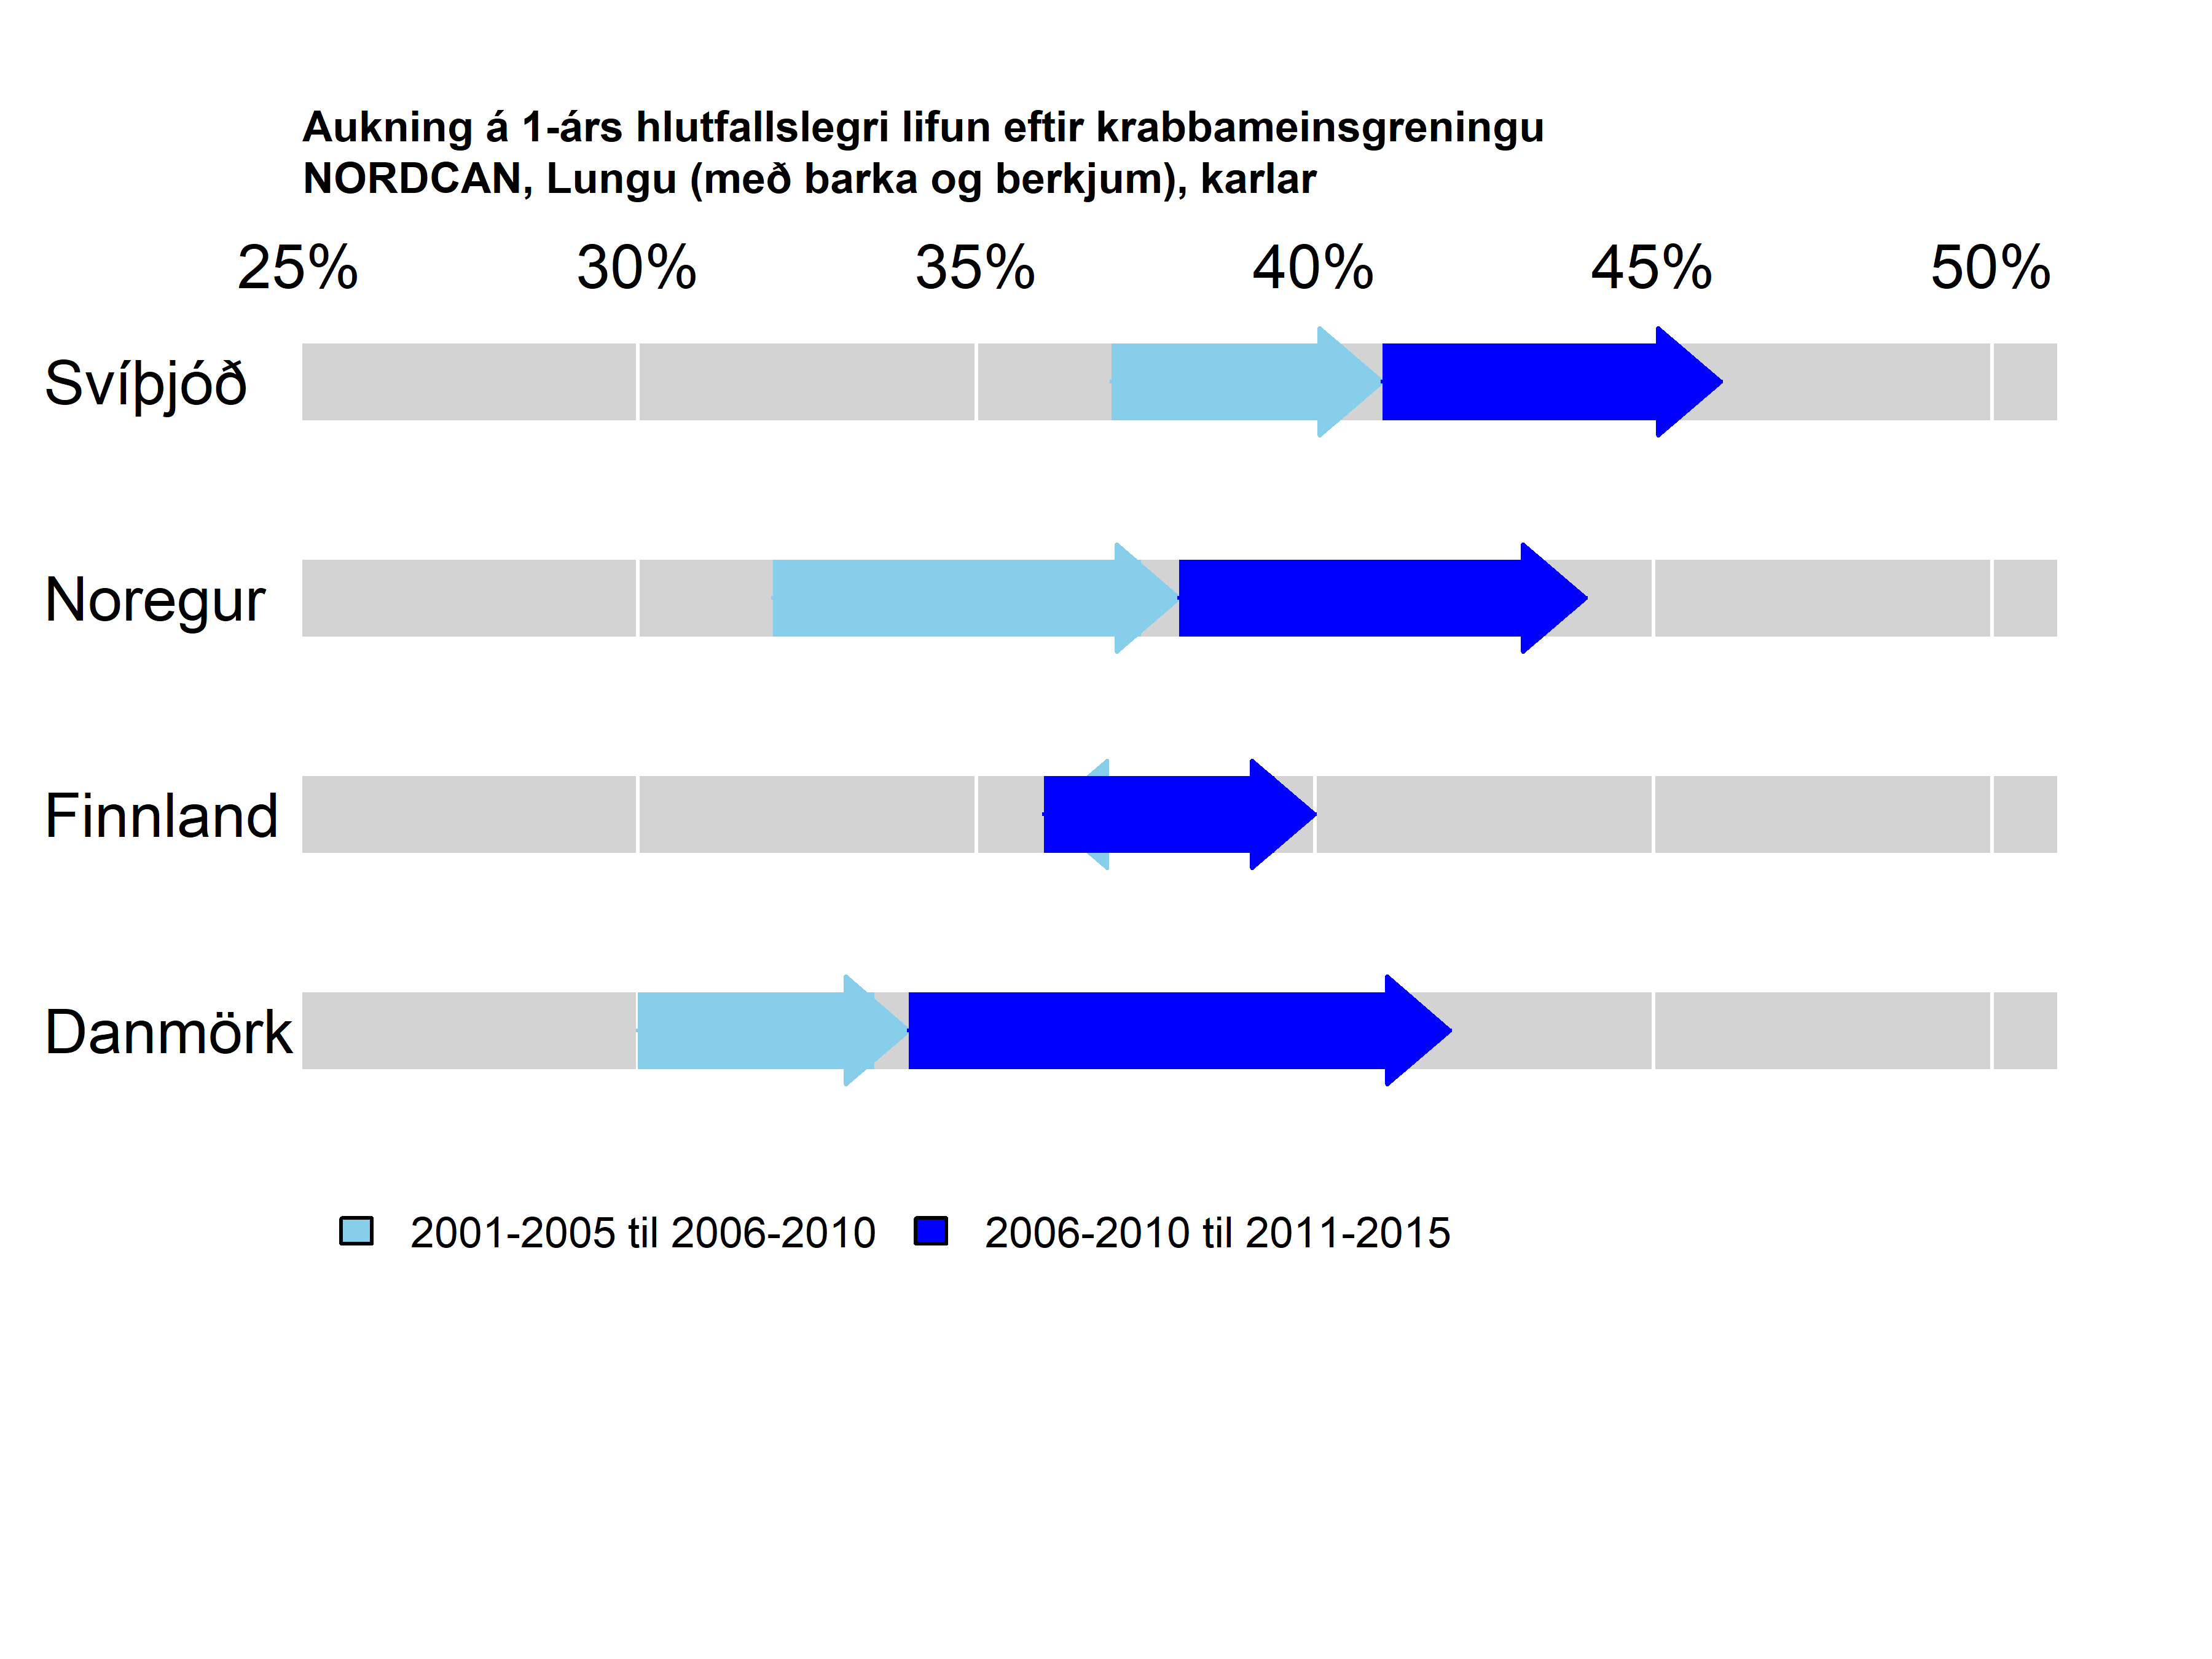 Aukning á 1-árs hlutfallslegri lifun eftir krabbameinsgreningu
NORDCAN, Lungu (með barka og berkjum), karlar
25% 30% 35% 40% 45% 50%
Svíþjóð
Noregur
Finnland
Danmörk
2001-2005 til 2006-2010 2006-2010 til 2011-2015